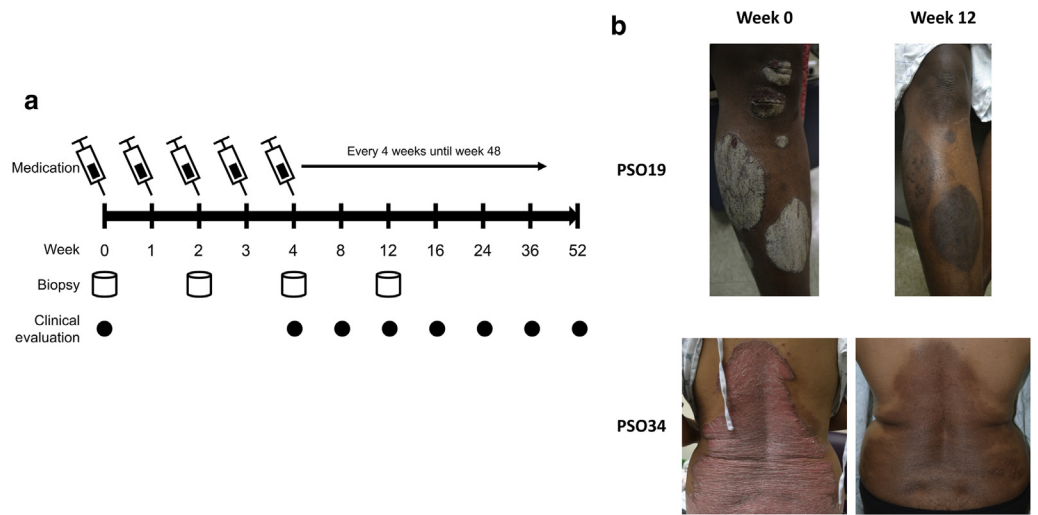 a
Medication
Every 4 weeks until week 48
Week 0 1 2 3 4 8 12 16 24 36 52
Biopsy
Clinical
evaluation
b
Week 0 Week 12
PSO19
PSO34